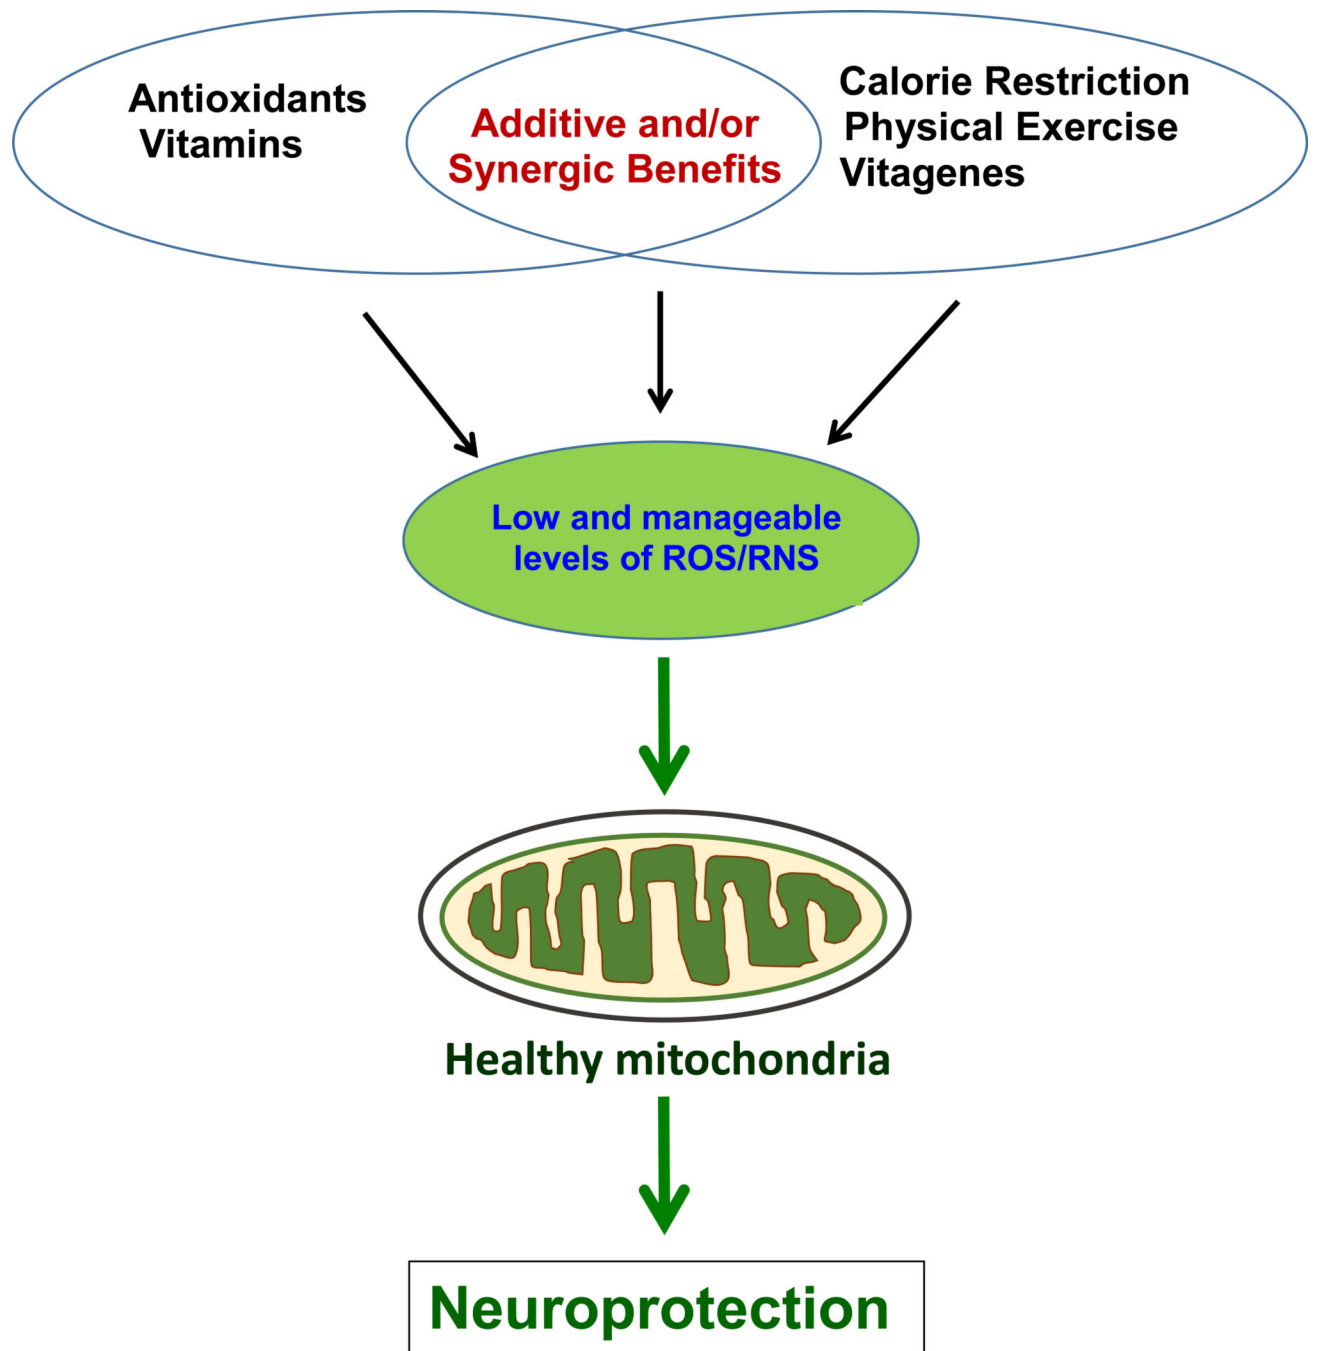 Antioxidants
Vitamins
Additive and/or
Synergic Benefits
Calorie Restriction
Physical Exercise
Vitagenes
Low and manageable
levels of ROS/RNS
Healthy mitochondria
Neuroprotection